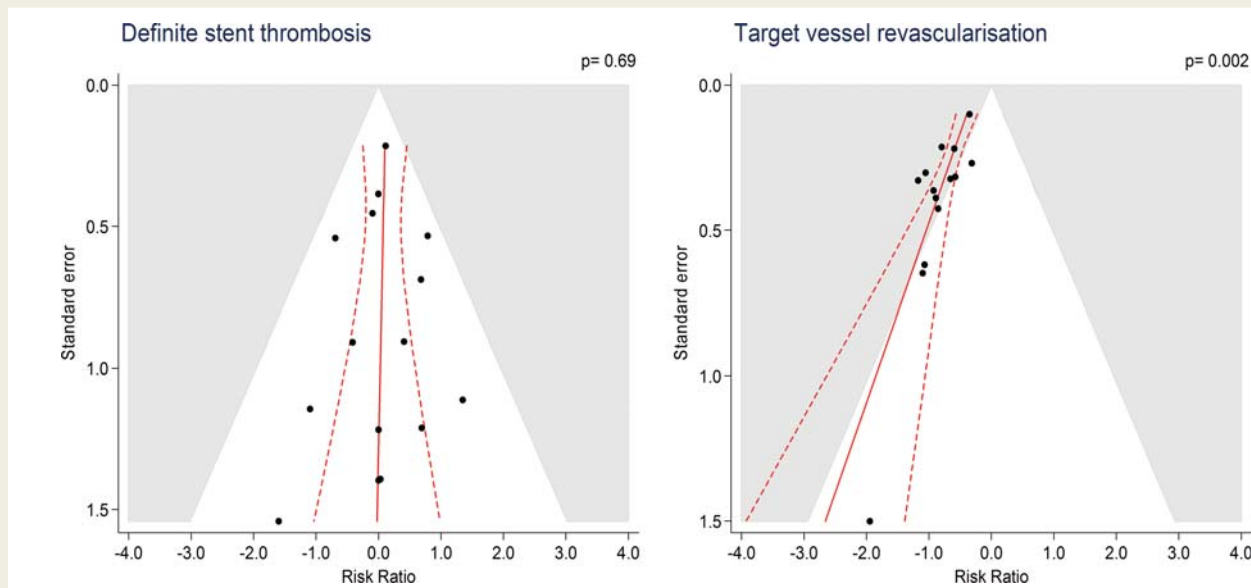 Definite stent thrombosis
p= 0.69
0.0
0.5
1.0
1.5
Standard error
-4.0 -3.0 -2.0 -1.0 0.0 1.0 2.0 3.0 4.0
Risk Ratio
Target vessel revascularisation
p= 0.002
0.0
0.5
1.0
1.5
Standard error
-4.0 -3.0 -2.0 -1.0 0.0 1.0 2.0 3.0 4.0
Risk Ratio